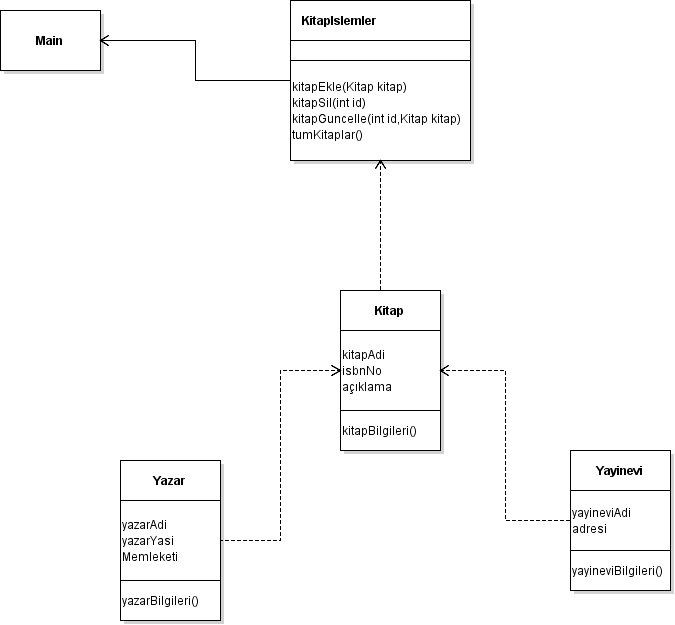 Main
KitapIslemler
kitapEkle(Kitap kitap)
kitapSil(int id)
kitapGuncelle(int id,Kitap kitap)
tumKitaplar()
Kitap
kitapAdi
isbnNo
açıklama
kitapBilgileri()
Yazar
yazarAdi
yazarYasi
Memleketi
yazarBilgileri()
Yayinevi
yayineviAdi
adresi
yayineviBilgileri()